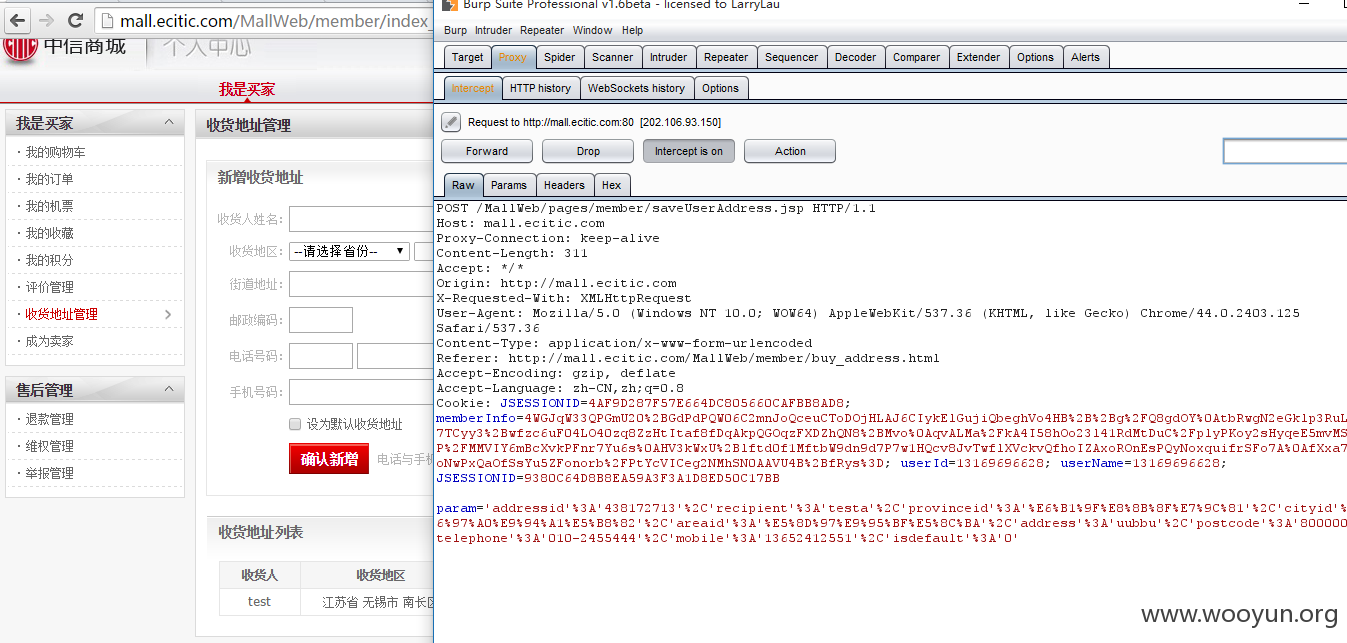 mall.ecitic.com/MallWeb/member/index_
中信商城
个人中心
我是买家
我是买家
· 我的购物车
· 我的订单
· 我的机票
· 我的收藏
· 我的积分
· 评价管理
· 收货地址管理
· 成为卖家
售后管理
· 退款管理
· 维权管理
· 举报管理
收货地址管理
新增收货地址
收货人姓名:
收货地区: --请选择省份--
街道地址:
邮政编码:
电话号码:
手机号码:
设为默认收货地址
确认新增 电话与手机
收货地址列表
收货人 收货地区
test 江苏省 无锡市 南长区
Burp Suite Professional v1.6beta - licensed to LarryLau
Burp Intruder Repeater Window Help
Target Proxy Spider Scanner Intruder Repeater Sequencer Decoder Comparer Extender Options Alerts
Intercept HTTP history WebSockets history Options
Request to http://mall.ecitic.com:80 [202.106.93.150]
Forward Drop Intercept is on Action
Raw Params Headers Hex
POST /MallWeb/pages/member/saveUserAddress.jsp HTTP/1.1
Host: mall.ecitic.com
Proxy-Connection: keep-alive
Content-Length: 311
Accept: */*
Origin: http://mall.ecitic.com
X-Requested-With: XMLHttpRequest
User-Agent: Mozilla/5.0 (Windows NT 10.0; WOW64) AppleWebKit/537.36 (KHTML, like Gecko) Chrome/44.0.2403.125
Safari/537.36
Content-Type: application/x-www-form-urlencoded
Referer: http://mall.ecitic.com/MallWeb/member/buy_address.html
Accept-Encoding: gzip, deflate
Accept-Language: zh-CN,zh;q=0.8
Cookie: JSESSIONID=4AF9D287F57E664DC805660CAFBB8AD8;
memberInfo=4WGJqW33QPGmU20%2BGdPdPQW06C2mnJoQceuCToDOjHLAJ6CIykElGujiQbeghVo4HB%2B%2Bg%2FQ8gdOY%0AtbRwgN2eGklp3RuL
7TCyy3%2Bwfzc6uF04LO4Ozq8ZzHtItaf8fDqAkpQGOqzFXDZhQN8%2BMvo%0AqvALMa%2FkA4I58hOo23l41RdMtDuC%2FplyPKoy2sHyqeE5mvMS
P%2FMMVIY6mBcXvkPFnr7Yu6s%0AHV3kWxU%2B1ftd0f1MftbW9dn9d7P7w1HQcv8JvTwflXVckvQfhoIZAxoROnEsPQyNoxquifrSFo7A%0AfXxa7
oNwPxQaOfSsYu5ZFonorb%2FPtYcVICeg2NMhSNOAAVU4B%2BfRys%3D; userId=13169696628; userName=13169696628;
JSESSIONID=9380C64D8B8EA59A3F3A1D8ED50C17BB
param='addressid'%3A'438172713'%2C'recipient'%3A'testa'%2C'provinceid'%3A'%E6%B1%9F%E8%8B%8F%E7%9C%81'%2C'cityid'%
6%97%A0%E9%94%A1%E5%B8%82'%2C'areaid'%3A'%E5%8D%97%E9%95%BF%E5%8C%BA'%2C'address'%3A'uubbu'%2C'postcode'%3A'800000
telephone'%3A'010-2455444'%2C'mobile'%3A'13652412551'%2C'isdefault'%3A'0'
www.wooyun.org